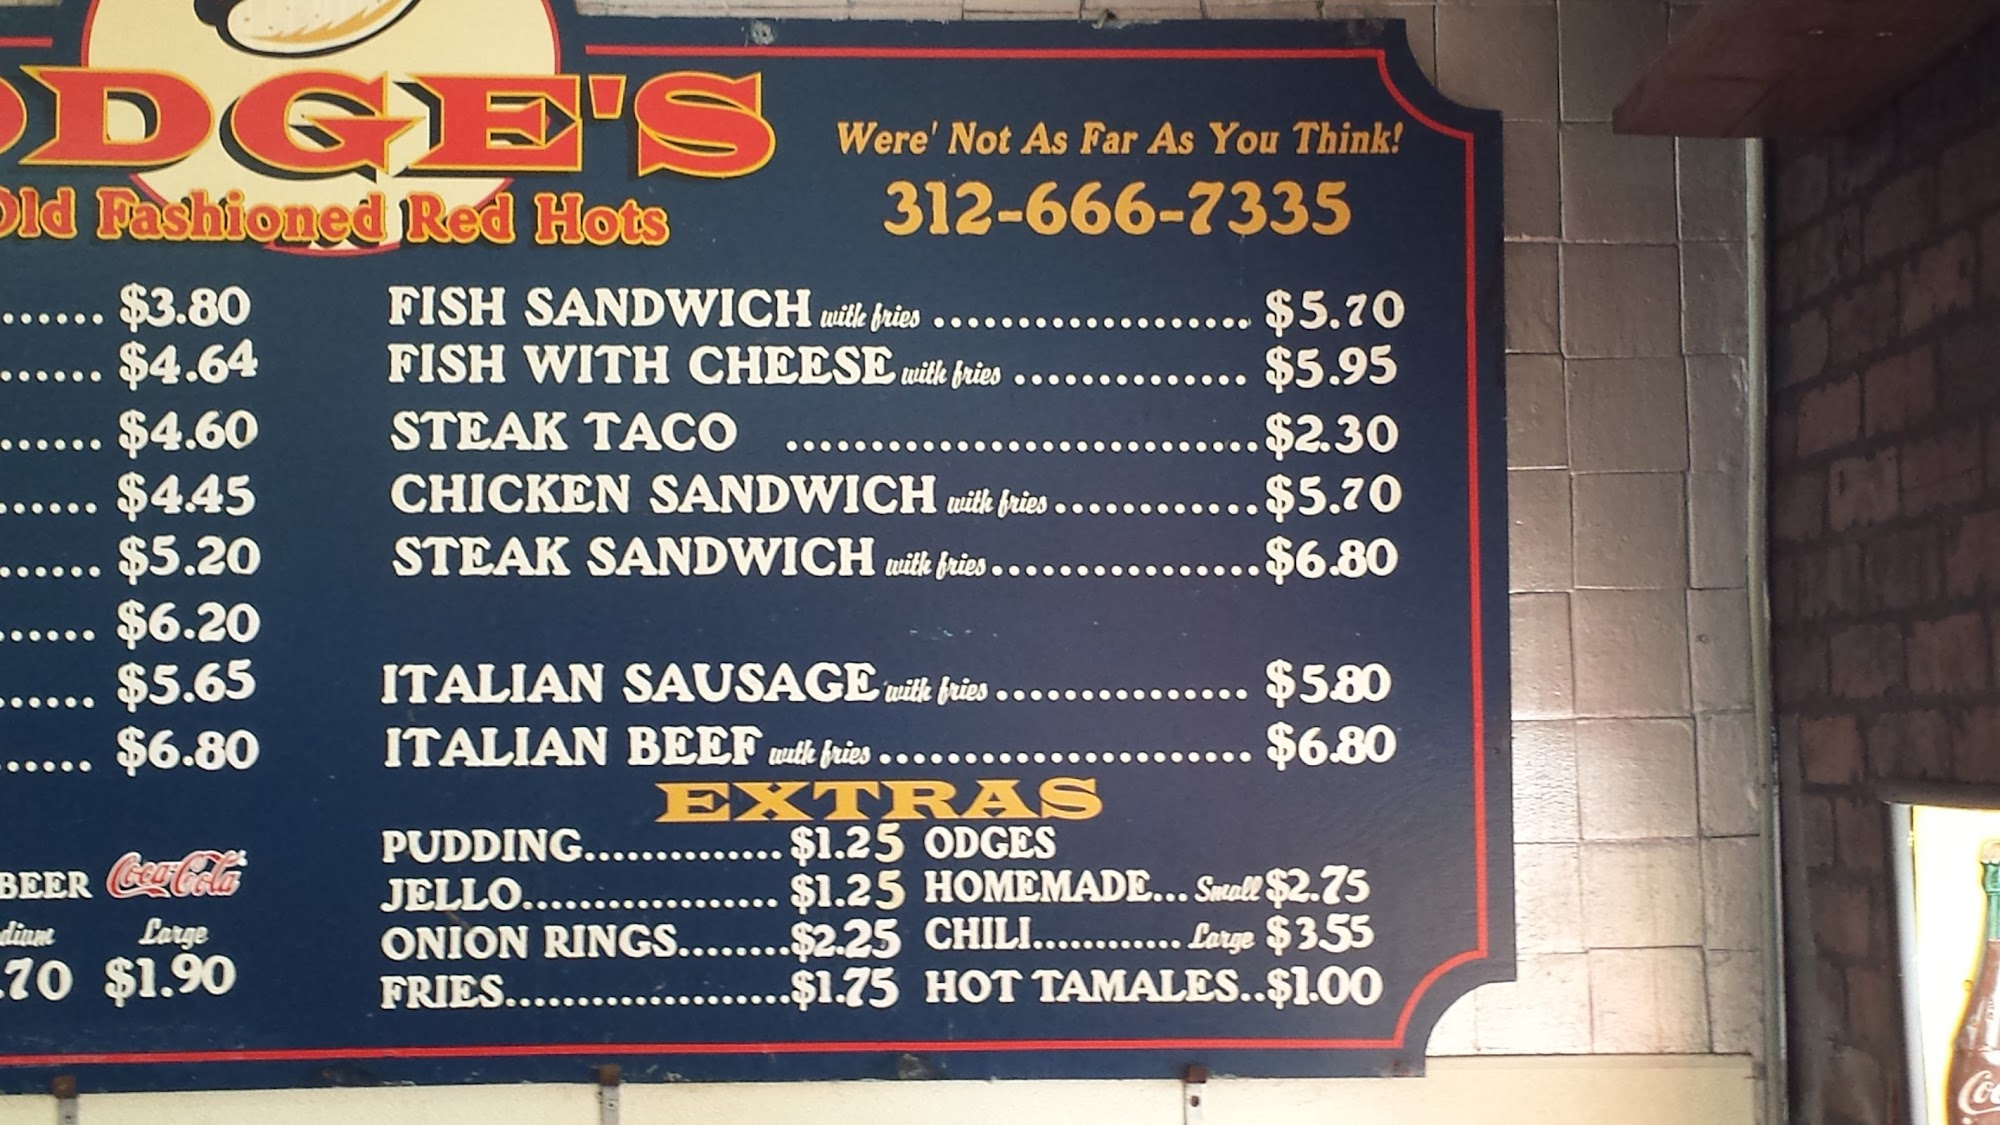 ODGE'S
Old Fashioned Red Hots
Were' Not As Far As You Think!
312-666-7335
...... $3.80
...... $4.64
...... $4.60
...... $4.45
...... $5.20
...... $6.20
...... $5.65
...... $6.80
FISH SANDWICH with fries .................... $5.70
FISH WITH CHEESE with fries .............. $5.95
STEAK TACO .............................. $2.30
CHICKEN SANDWICH with fries ............. $5.70
STEAK SANDWICH with fries ................. $6.80
ITALIAN SAUSAGE with fries ................ $5.80
ITALIAN BEEF with fries ........................ $6.80
EXTRAS
PUDDING.............. $1.25
JELLO.................. $1.25
ONION RINGS....... $2.25
FRIES.................... $1.75
ODGES
HOMEMADE... Small $2.75
CHILI............ Large $3.55
HOT TAMALES.. $1.00
BEER Coca-Cola
dium Large
.70 $1.90
Co